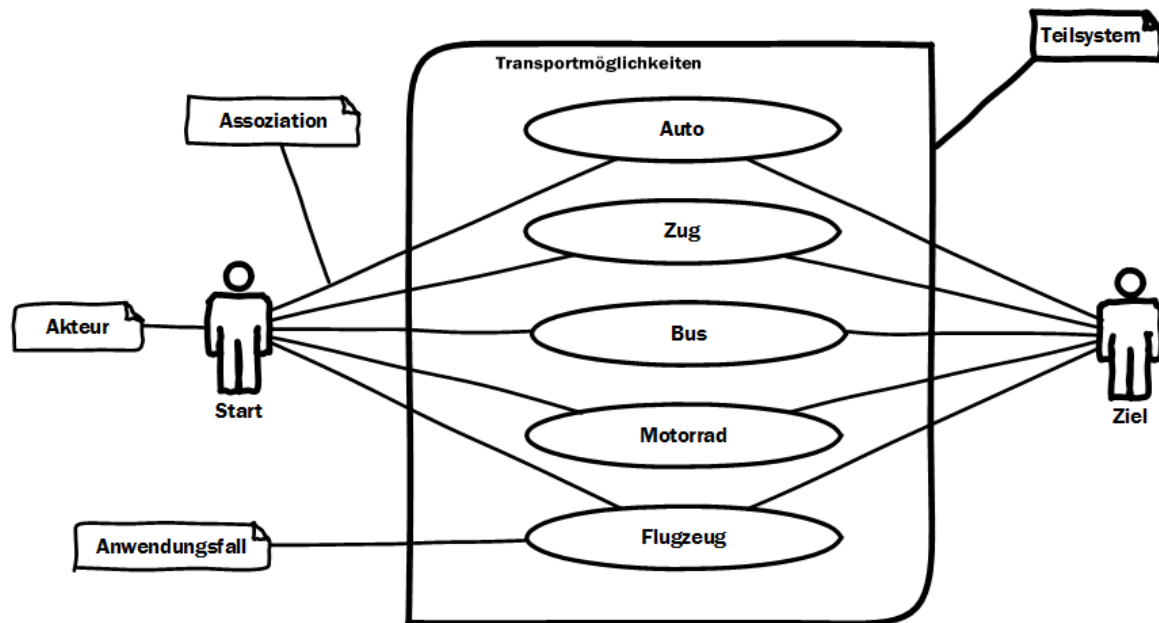 Teilsystem
Transportmöglichkeiten
Assoziation
Auto
Zug
Akteur
Bus
Start
Ziel
Motorrad
Flugzeug
Anwendungsfall